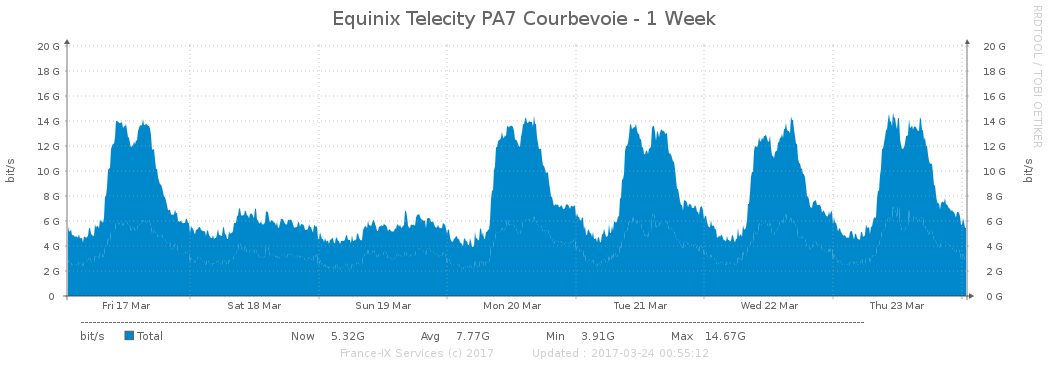 Equinix Telecity PA7 Courbevoie - 1 Week
RRDTOOL / TOBI OETIKER
20 G 20 G
18 G 18 G
16 G 16 G
14 G 14 G
12 G 12 G
10 G 10 G
8 G 8 G
6 G 6 G
4 G 4 G
2 G 2 G
0 0 G
bit/s bit/s
Fri 17 Mar Sat 18 Mar Sun 19 Mar Mon 20 Mar Tue 21 Mar Wed 22 Mar Thu 23 Mar
bit/s Total Now 5.32G Avg 7.77G Min 3.91G Max 14.67G
France-IX Services (c) 2017 Updated : 2017-03-24 00:55:12